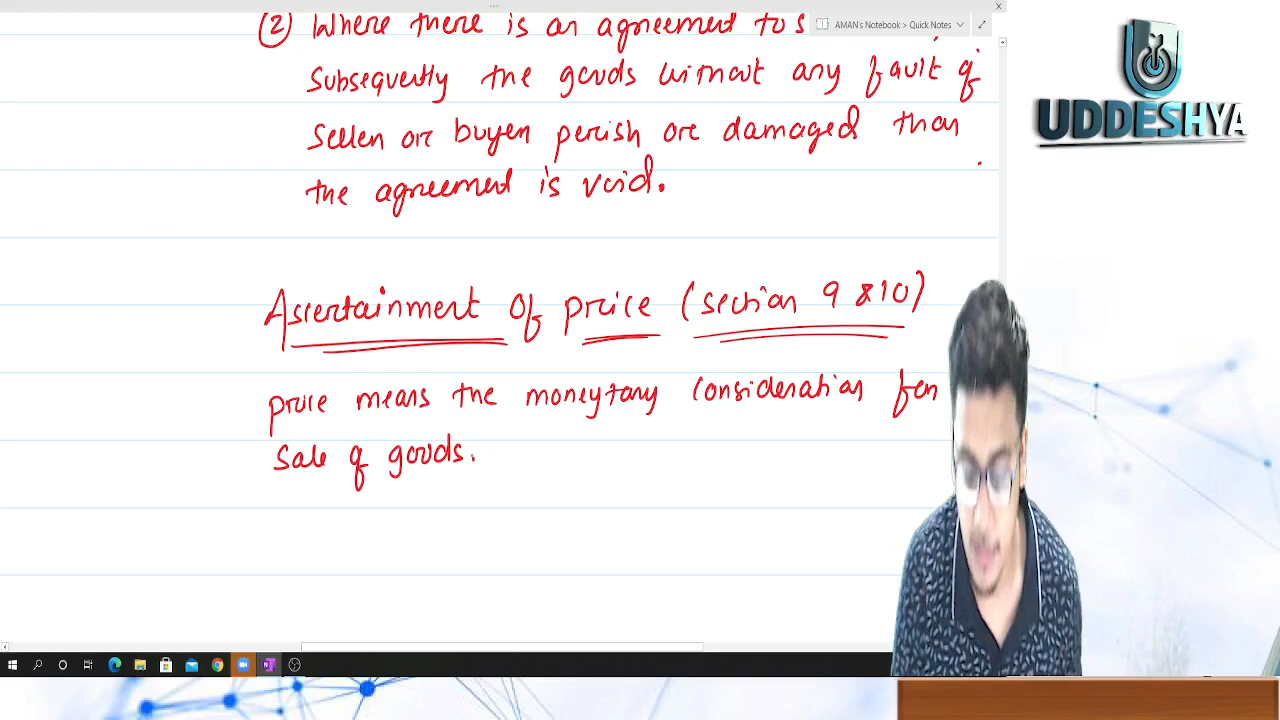 ② Where there is an agreement to s
AMAN's Notebook > Quick Notes
Subsequently the goods without any fault of
Seller or buyer perish or damaged than
the agreement is void.
UDDESHYA
Ascertainment of price (section 9 & 10)
price means the moneytary consideration for
Sale of goods.